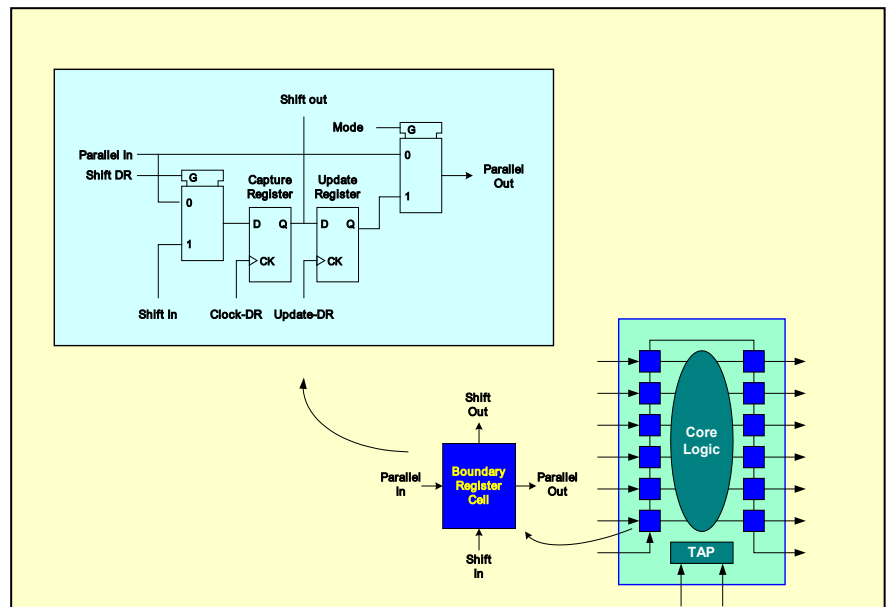 Shift out
Mode
G
Parallel In
0
Shift DR
G
Capture
Register
Update
Register
Parallel
Out
0
1
D
Q
D
Q
1
CK
CK
Shift In
Clock-DR
Update-DR
Shift
Out
Boundary
Register
Cell
Parallel
In
Parallel
Out
Shift
In
Core
Logic
TAP